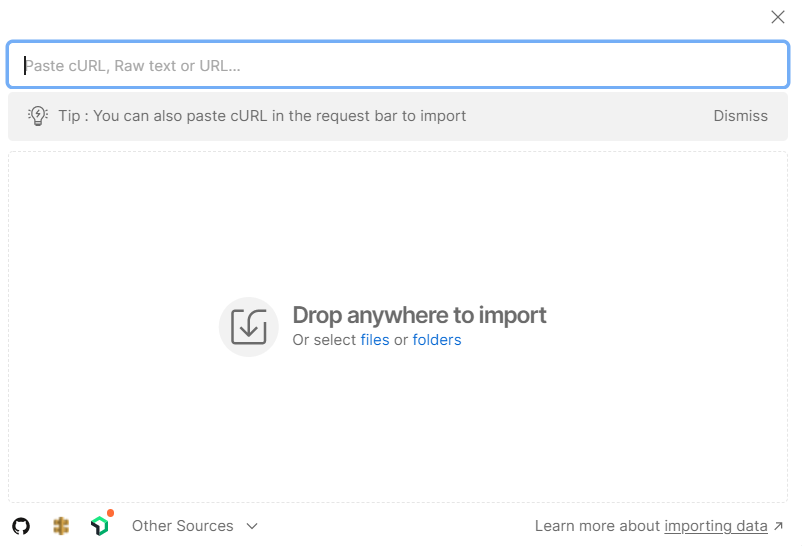 Paste cURL, Raw text or URL...
Tip : You can also paste cURL in the request bar to import
Dismiss
Drop anywhere to import
Or select files or folders
Other Sources
Learn more about importing data ↗